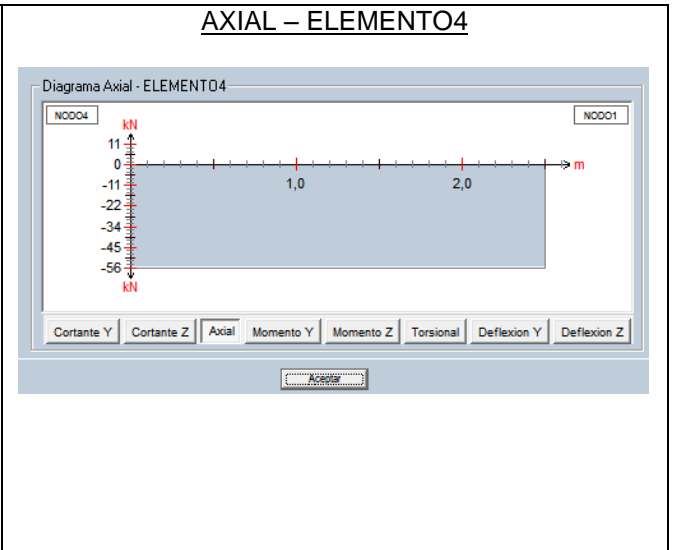 AXIAL – ELEMENTO4
Diagrama Axial - ELEMENTO4
NODO4
NODO1
kN
11
0
m
-11
1,0
2,0
-22
-34
-45
-56
kN
Cortante Y Cortante Z Axial Momento Y Momento Z Torsional Deflexion Y Deflexion Z
Aceptar